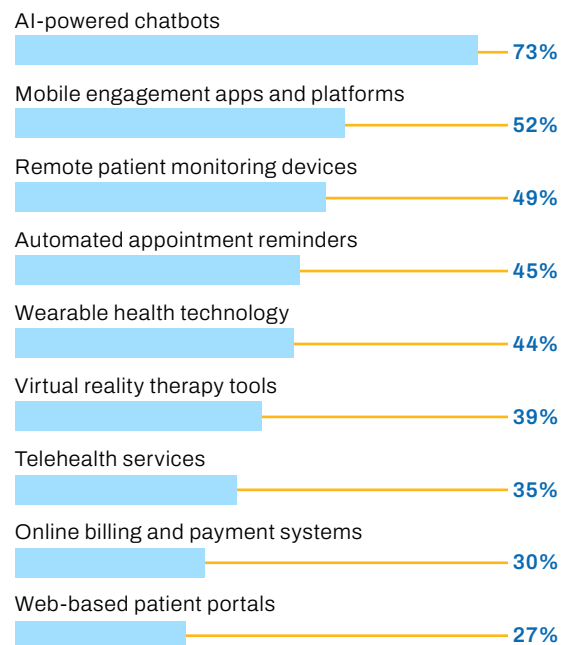 AI-powered chatbots
73%
Mobile engagement apps and platforms
52%
Remote patient monitoring devices
49%
Automated appointment reminders
45%
Wearable health technology
44%
Virtual reality therapy tools
39%
Telehealth services
35%
Online billing and payment systems
30%
Web-based patient portals
27%